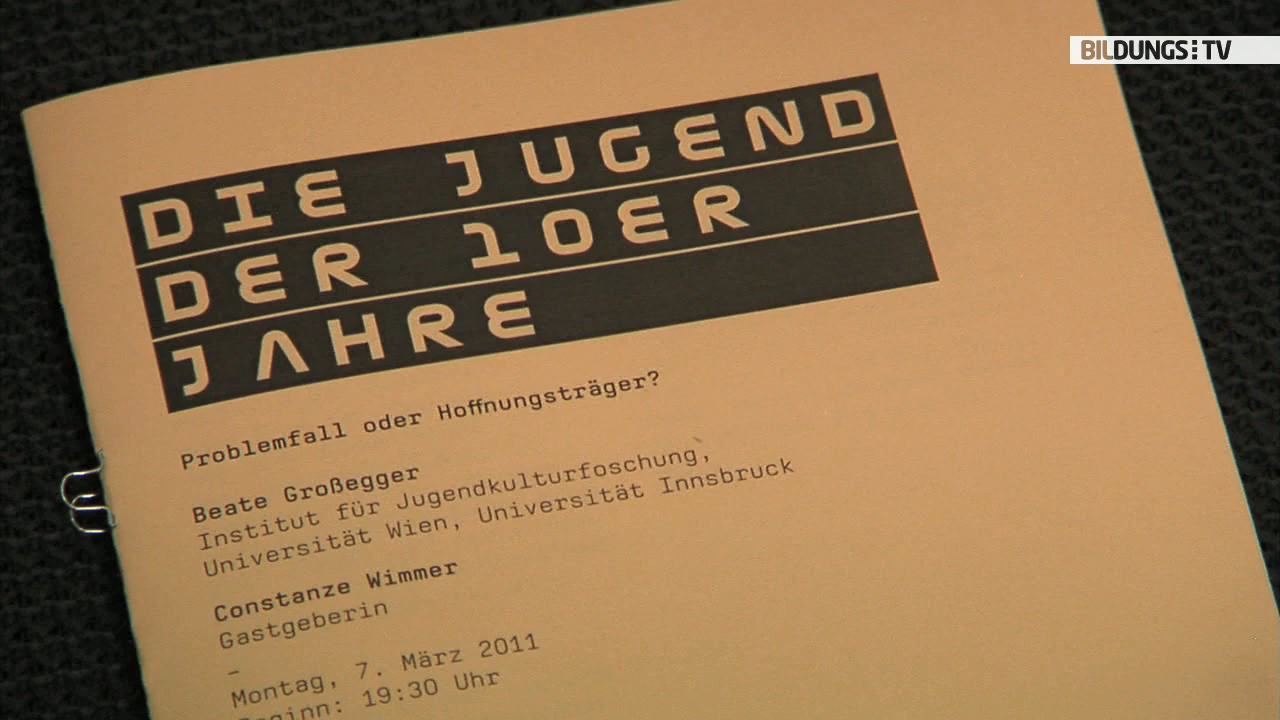 BILDUNGS:TV
DIE JUGEND
DER 10ER
JAHRE
Problemfall oder Hoffnungsträger?
Beate Großegger
Institut für Jugendkulturfoschung,
Universität Wien, Universität Innsbruck
Constanze Wimmer
Gastgeberin
–
Montag, 7. März 2011
Beginn: 19:30 Uhr